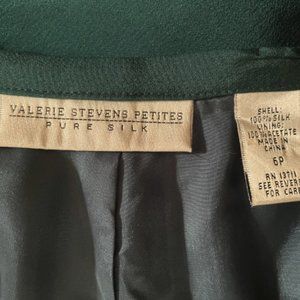 VALERIE STEVENS PETITES
PURE SILK
SHELL:
100% SILK
LINING:
100% ACETATE
MADE IN
CHINA
6P
RN 13711
SEE REVERS
FOR CARE